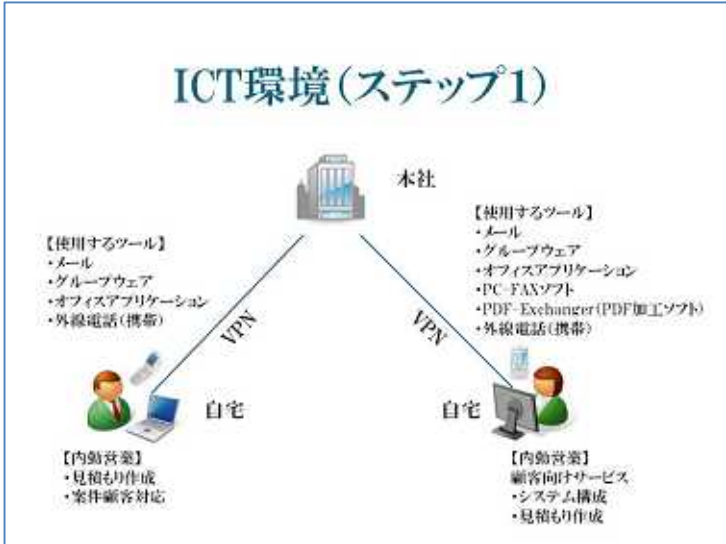 ICT環境(ステップ1)
本社
【使用するツール】
・メール
・グループウェア
・オフィスアプリケーション
・外線電話(携帯)
【使用するツール】
・メール
・グループウェア
・オフィスアプリケーション
・PC-FAXソフト
・PDF-Exchanger(PDF加工ソフト)
・外線電話(携帯)
VPN
VPN
自宅
自宅
【内勤営業】
・見積もり作成
・案件顧客対応
【内勤営業】
顧客向けサービス
・システム構成
・見積もり作成